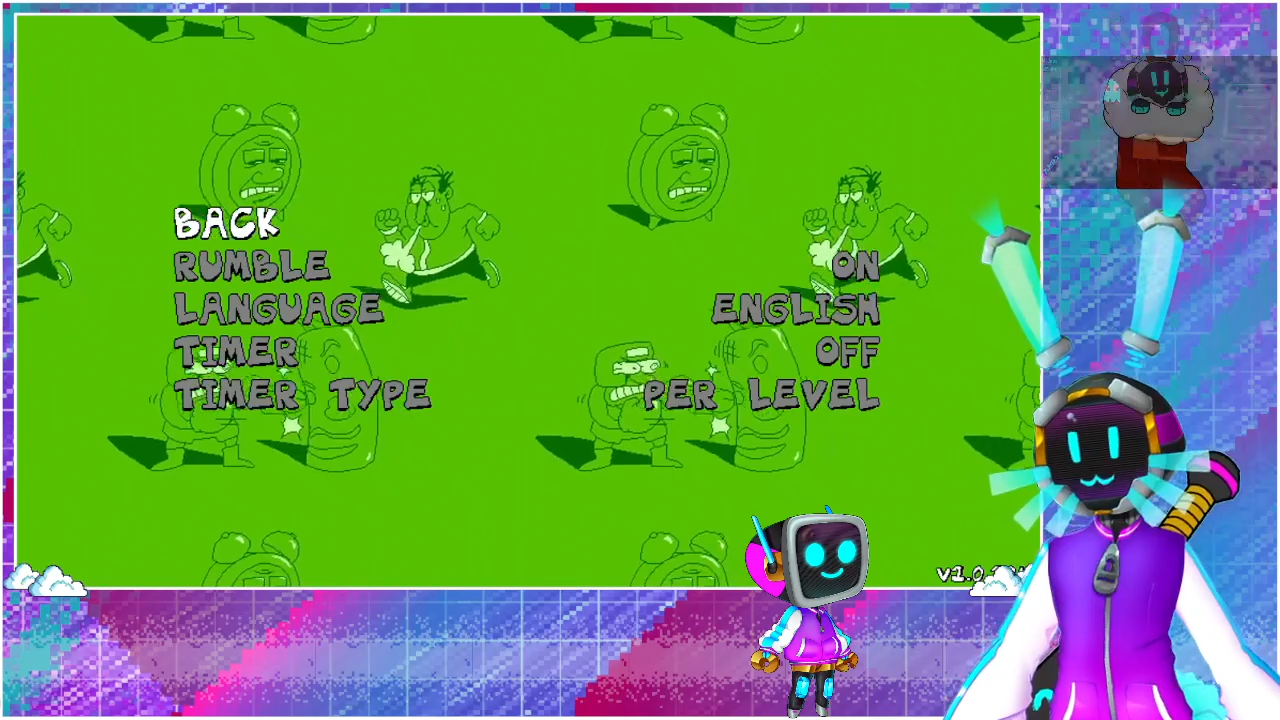 BACK
RUMBLE ON
LANGUAGE ENGLISH
TIMER OFF
TIMER TYPE PER LEVEL